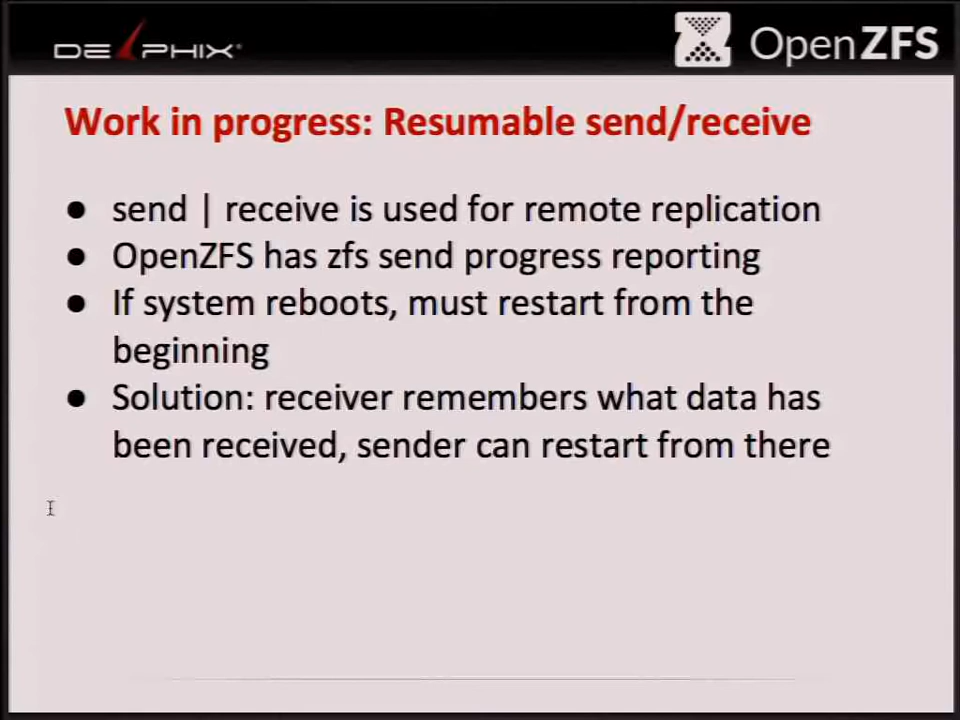 DELPHIX
OpenZFS
Work in progress: Resumable send/receive
● send | receive is used for remote replication
● OpenZFS has zfs send progress reporting
● If system reboots, must restart from the
beginning
● Solution: receiver remembers what data has
been received, sender can restart from there